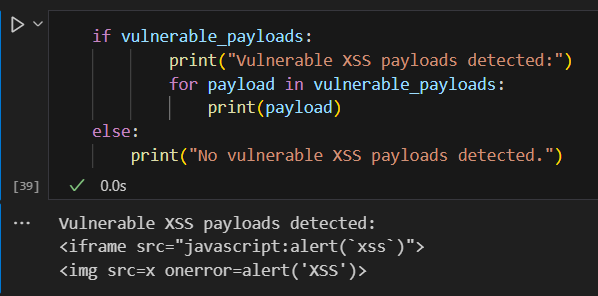 if vulnerable_payloads:
        print("Vulnerable XSS payloads detected:")
        for payload in vulnerable_payloads:
            print(payload)
else:
    print("No vulnerable XSS payloads detected.")
[39]
0.0s
...
Vulnerable XSS payloads detected:
<iframe src="javascript:alert(`xss`)">
<img src=x onerror=alert('XSS')>